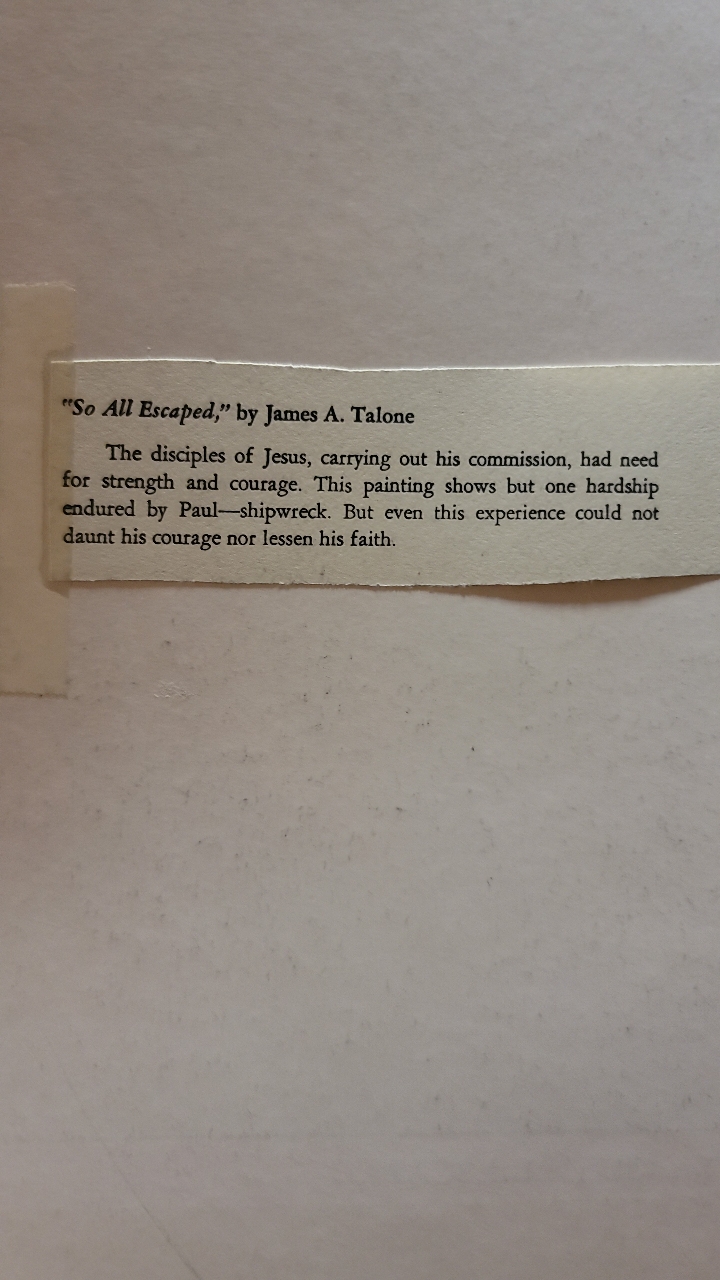 "So All Escaped," by James A. Talone
The disciples of Jesus, carrying out his commission, had need
for strength and courage. This painting shows but one hardship
endured by Paul—shipwreck. But even this experience could not
daunt his courage nor lessen his faith.